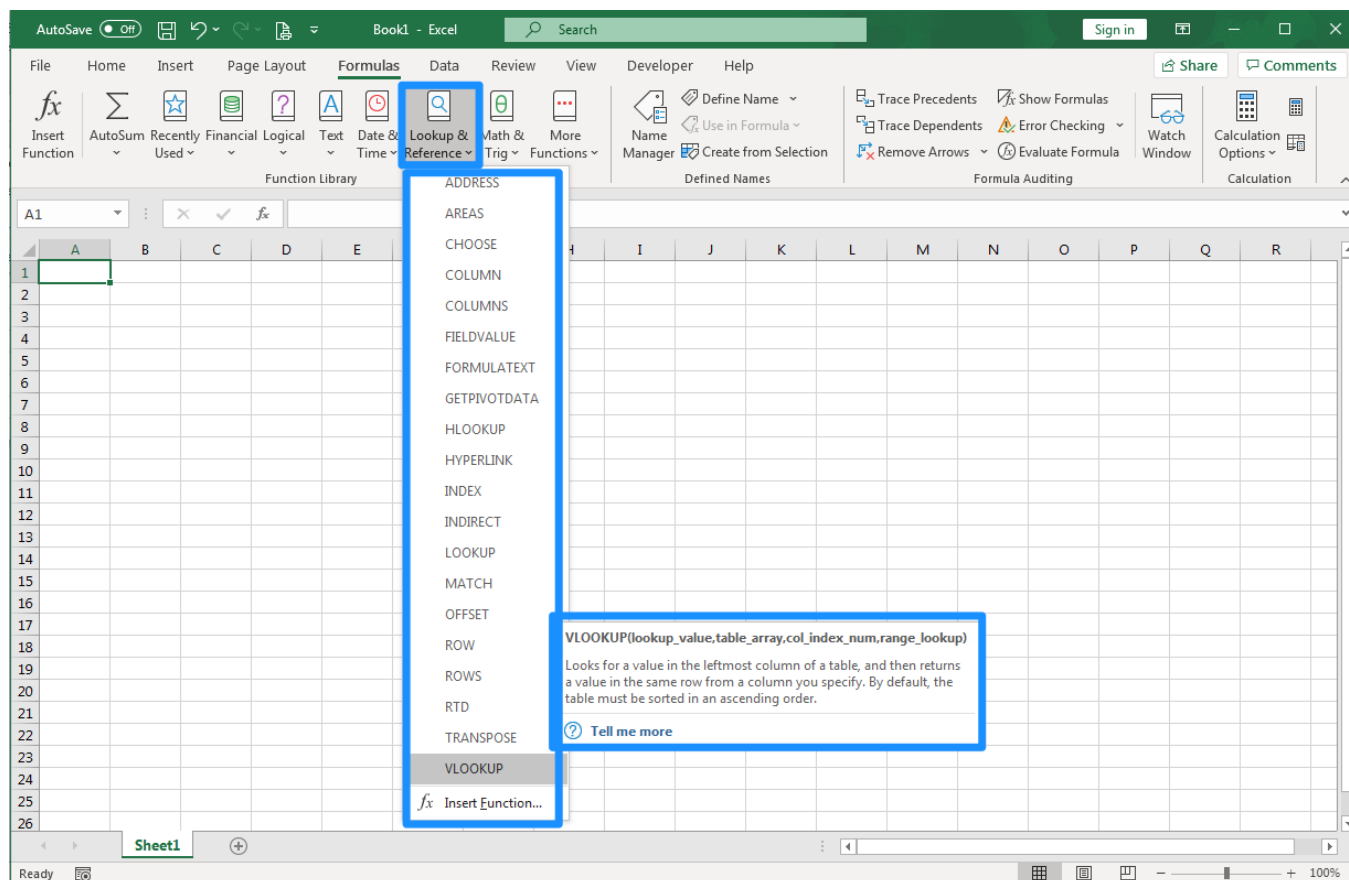 AutoSave Off Book1 - Excel Search Sign in
File Home Insert Page Layout Formulas Data Review View Developer Help Share Comments
fx Insert Function
AutoSum
Recently Used
Financial
Logical
Text
Date & Time
Lookup & Reference
Math & Trig
More Functions
Function Library
Name Manager
Define Name
Use in Formula
Create from Selection
Defined Names
Trace Precedents
Trace Dependents
Remove Arrows
Show Formulas
Error Checking
Evaluate Formula
Formula Auditing
Watch Window
Calculation Options
Calculation
A1 fx
A B C D E H I J K L M N O P Q R
1
2
3
4
5
6
7
8
9
10
11
12
13
14
15
16
17
18
19
20
21
22
23
24
25
26
ADDRESS
AREAS
CHOOSE
COLUMN
COLUMNS
FIELDVALUE
FORMULATEXT
GETPIVOTDATA
HLOOKUP
HYPERLINK
INDEX
INDIRECT
LOOKUP
MATCH
OFFSET
ROW
ROWS
RTD
TRANSPOSE
VLOOKUP
fx Insert Function...
VLOOKUP(lookup_value,table_array,col_index_num,range_lookup)
Looks for a value in the leftmost column of a table, and then returns
a value in the same row from a column you specify. By default, the
table must be sorted in an ascending order.
Tell me more
Sheet1
Ready 100%